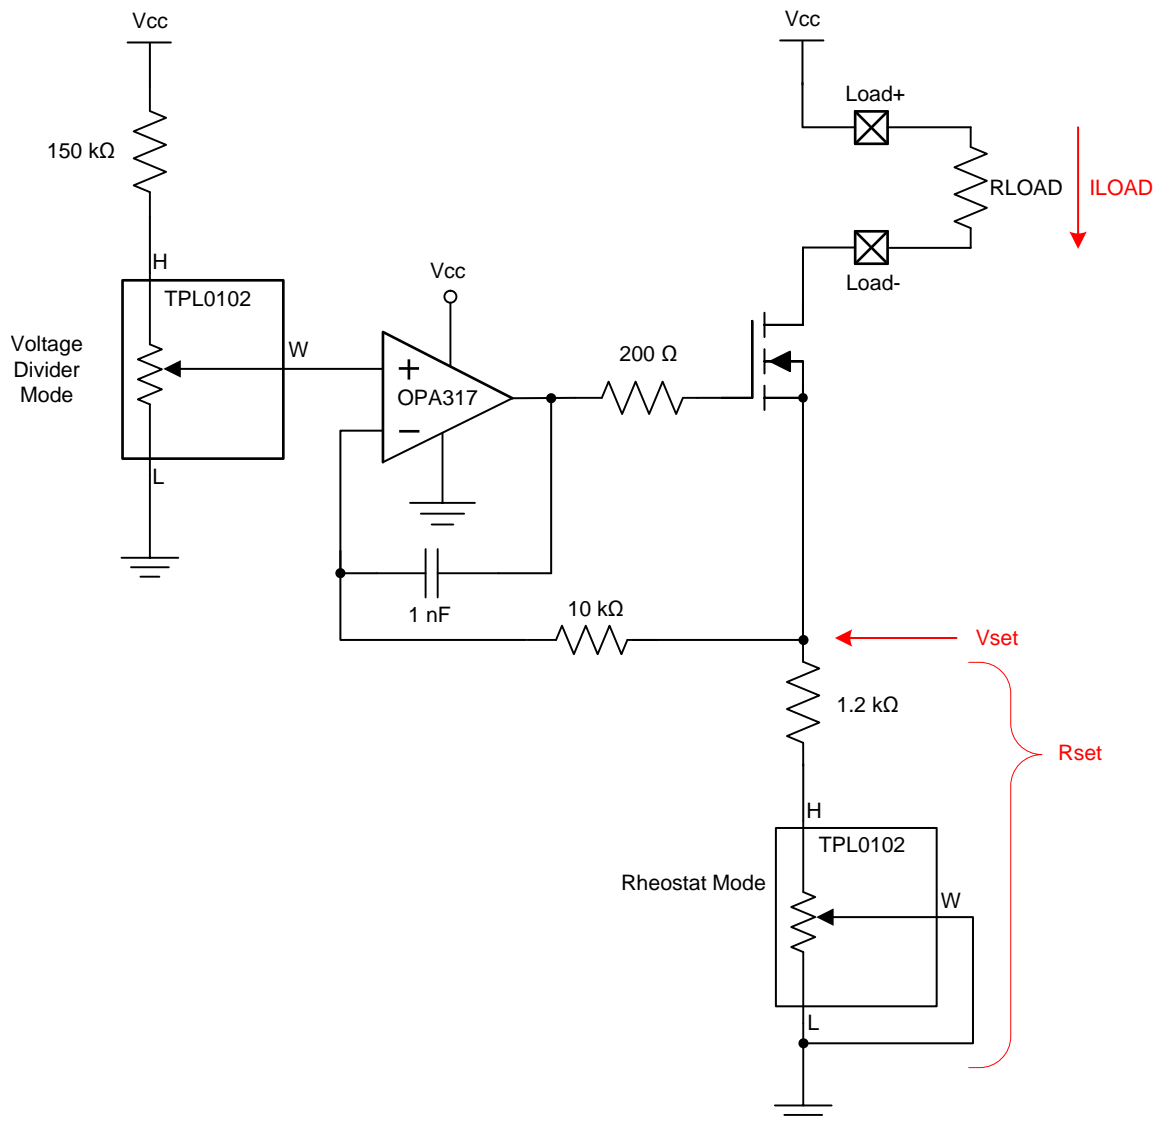 Vcc
150 kΩ
H
TPL0102
W
Voltage
Divider
Mode
L
Vcc
+
OPA317
−
1 nF
200 Ω
10 kΩ
Vcc
Load+
RLOAD
ILOAD
Load-
Vset
1.2 kΩ
Rset
H
TPL0102
Rheostat Mode
W
L